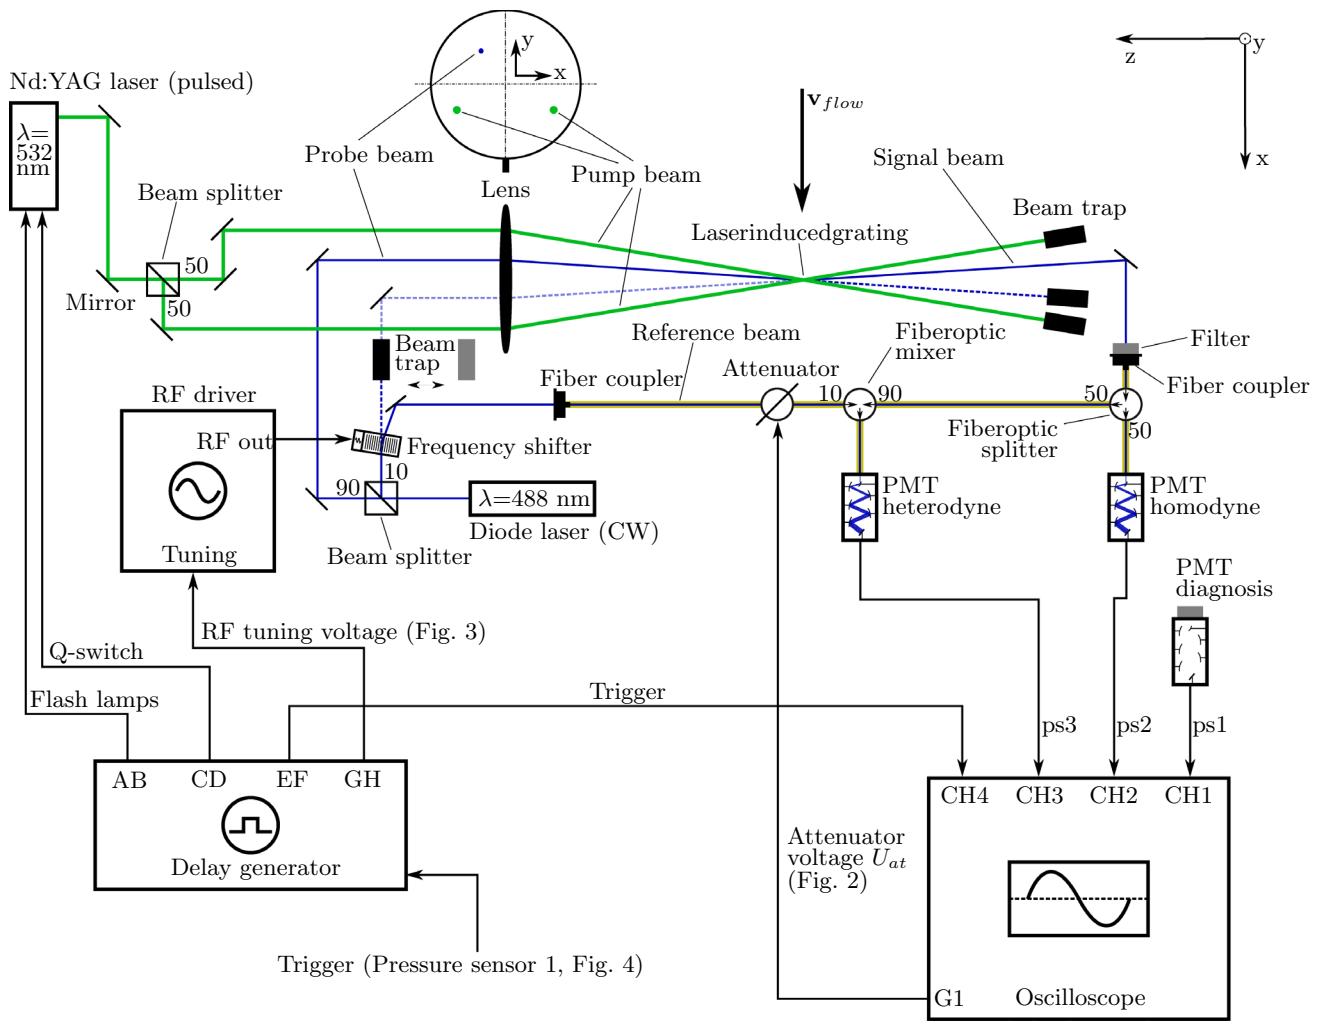 y
x
y
z
x
Nd:YAG laser (pulsed)
λ=
532
nm
v flow
Probe beam
Signal beam
Pump beam
Lens
Beam splitter
Beam trap
Laserinducedgrating
50
50
Mirror
Reference beam
Fiberoptic
mixer
Filter
Beam
trap
Attenuator
Fiber coupler
Fiber coupler
10
90
50
RF driver
Fiberoptic
splitter
50
RF out
Frequency shifter
10
90
PMT
heterodyne
PMT
homodyne
λ=488 nm
Diode laser (CW)
Tuning
Beam splitter
PMT
diagnosis
RF tuning voltage (Fig. 3)
Q-switch
Flash lamps
Trigger
ps3
ps2
ps1
AB
CD
EF
GH
CH4
CH3
CH2
CH1
Delay generator
Attenuator
voltage Uat
(Fig. 2)
Trigger (Pressure sensor 1, Fig. 4)
G1
Oscilloscope